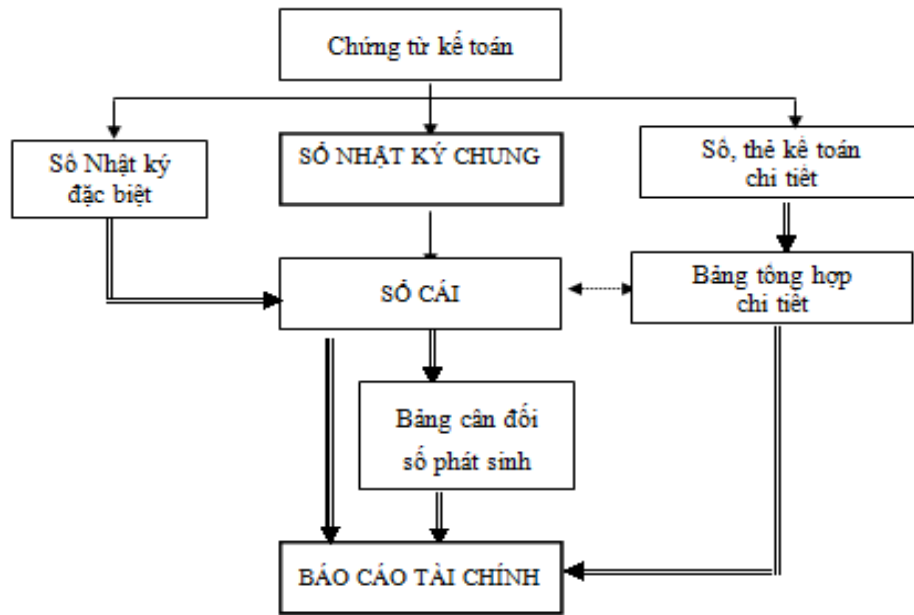 Chứng từ kế toán
Sổ Nhật ký
đặc biệt
SỔ NHẬT KÝ CHUNG
Sổ, thẻ kế toán
chi tiết
SỔ CÁI
Bảng tổng hợp
chi tiết
Bảng cân đối
số phát sinh
BÁO CÁO TÀI CHÍNH